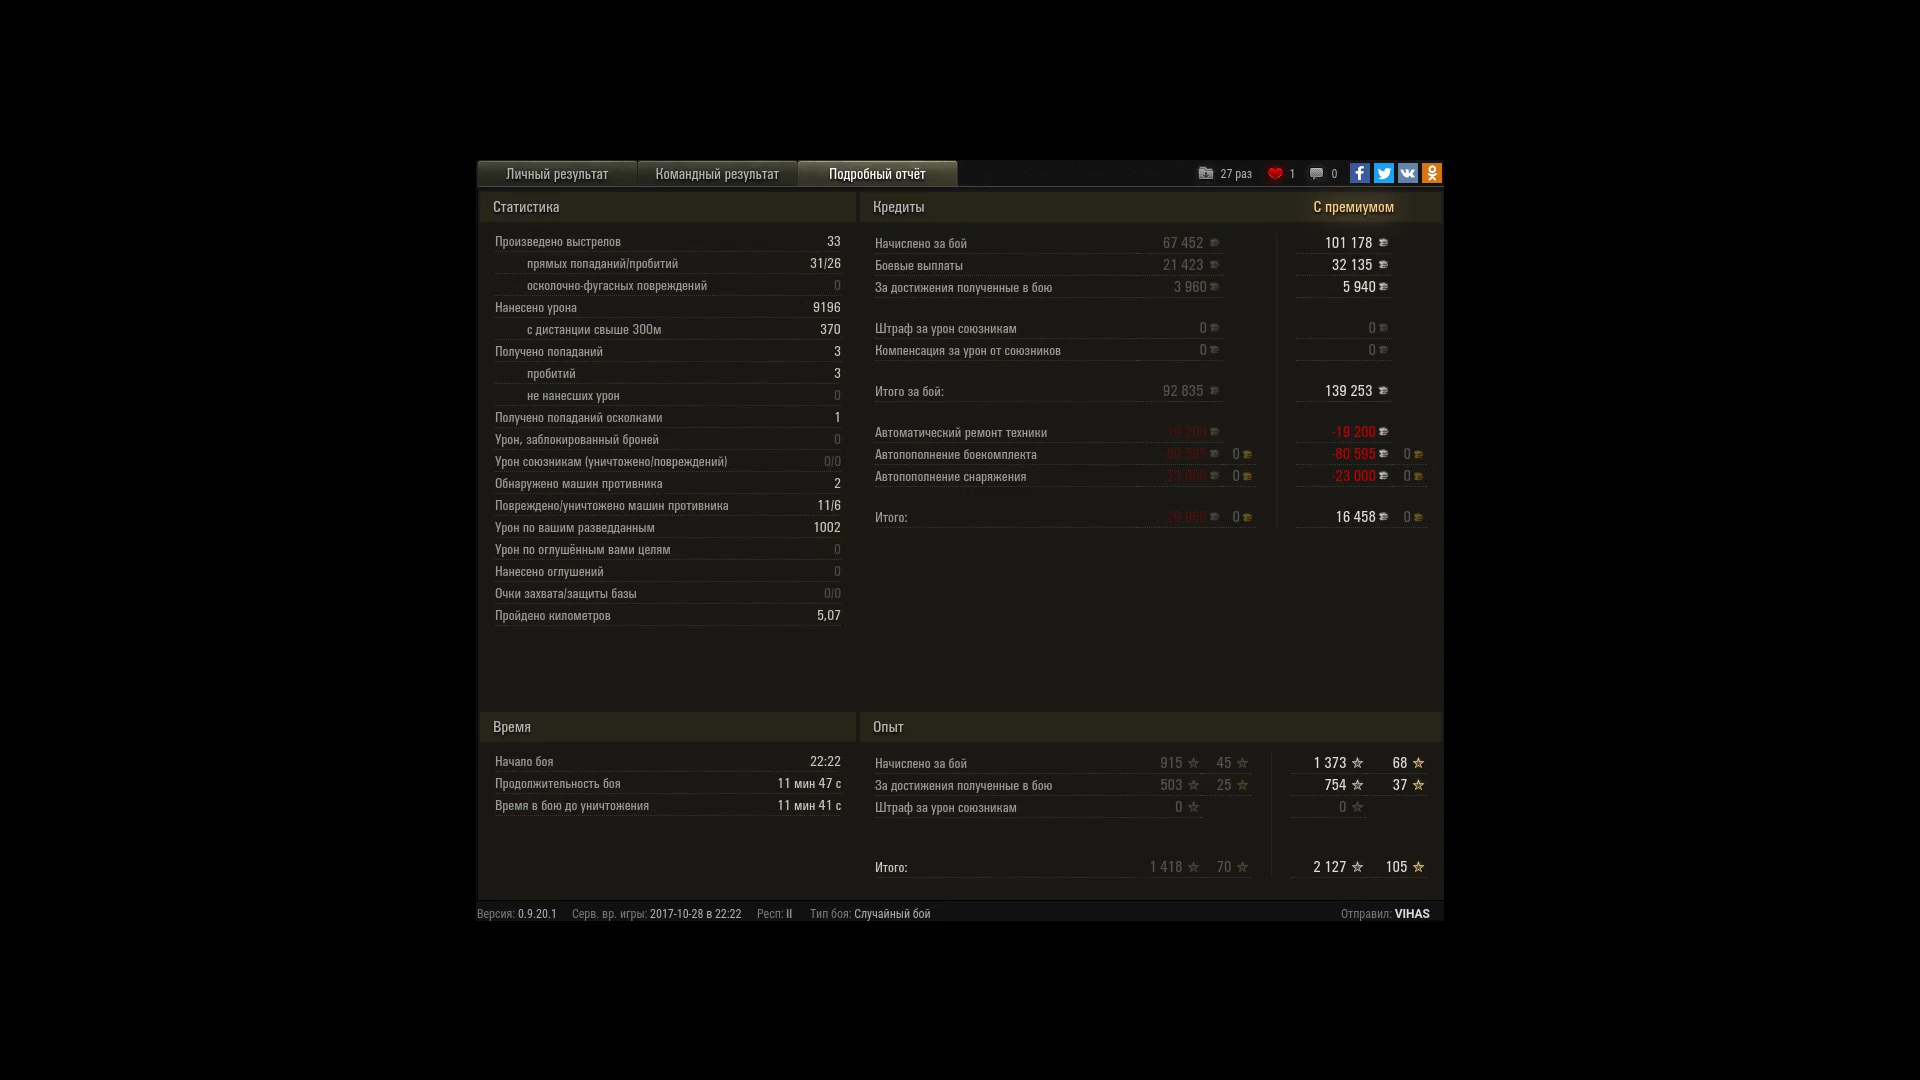 Личный результат Командный результат Подробный отчёт 27 раз 1 0
Статистика
Произведено выстрелов 33
прямых попаданий/пробитий 31/26
осколочно-фугасных повреждений 0
Нанесено урона 9196
с дистанции свыше 300м 370
Получено попаданий 3
пробитий 3
не нанесших урон 0
Получено попаданий осколками 1
Урон, заблокированный броней 0
Урон союзникам (уничтожено/повреждений) 0/0
Обнаружено машин противника 2
Повреждено/уничтожено машин противника 11/6
Урон по вашим разведданным 1002
Урон по оглушённым вами целям 0
Нанесено оглушений 0
Очки захвата/защиты базы 0/0
Пройдено километров 5,07
Кредиты С премиумом
Начислено за бой 67 452 101 178
Боевые выплаты 21 423 32 135
За достижения полученные в бою 3 960 5 940
Штраф за урон союзникам 0 0
Компенсация за урон от союзников 0 0
Итого за бой: 92 835 139 253
Автоматический ремонт техники -19 200 -19 200
Автопополнение боекомплекта -80 595 0 -80 595 0
Автопополнение снаряжения -23 000 0 -23 000 0
Итого: 0 16 458 0
Время
Начало боя 22:22
Продолжительность боя 11 мин 47 с
Время в бою до уничтожения 11 мин 41 с
Опыт
Начислено за бой 915 45 1 373 68
За достижения полученные в бою 503 25 754 37
Штраф за урон союзникам 0 0
Итого: 1 418 70 2 127 105
Версия: 0.9.20.1 Серв. вр. игры: 2017-10-28 в 22:22 Респ: II Тип боя: Случайный бой Отправил: VIHAS